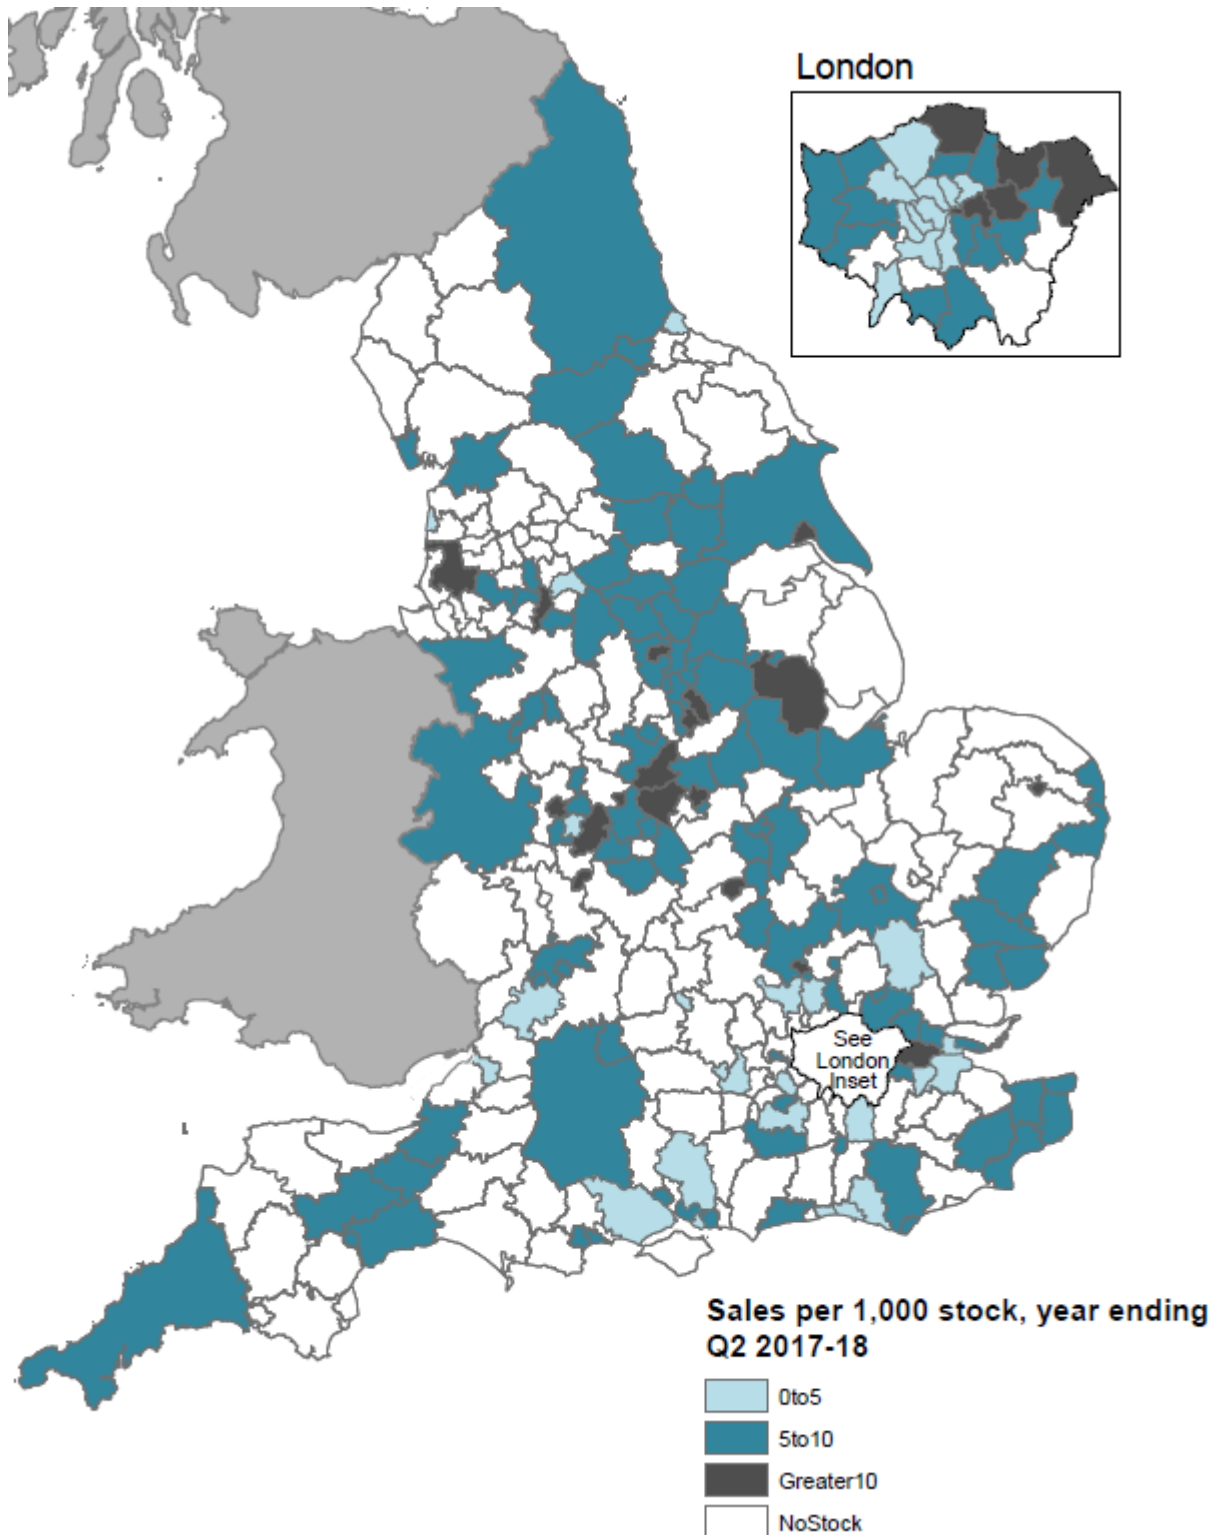 London
See
London
Inset
Sales per 1,000 stock, year ending
Q2 2017-18
0to5
5to10
Greater10
NoStock